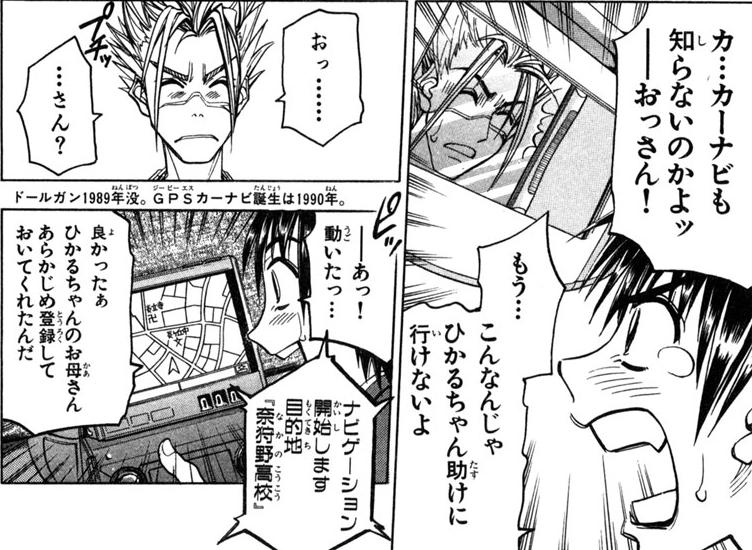 カ…カーナビも
知らないのかよッ
――おっさん!
もう…
こんなんじゃ
ひかるちゃん助けに
行けないよ
ピクッ
おっ……
…さん?
ドールガン1989年没。GPSカーナビ誕生は1990年。
ピッ
――あっ!
動いたっ…
ナビゲーション
開始します
目的地
『奈狩野高校』
良かったぁ
ひかるちゃんのお母さん
あらかじめ登録して
おいてくれたんだ